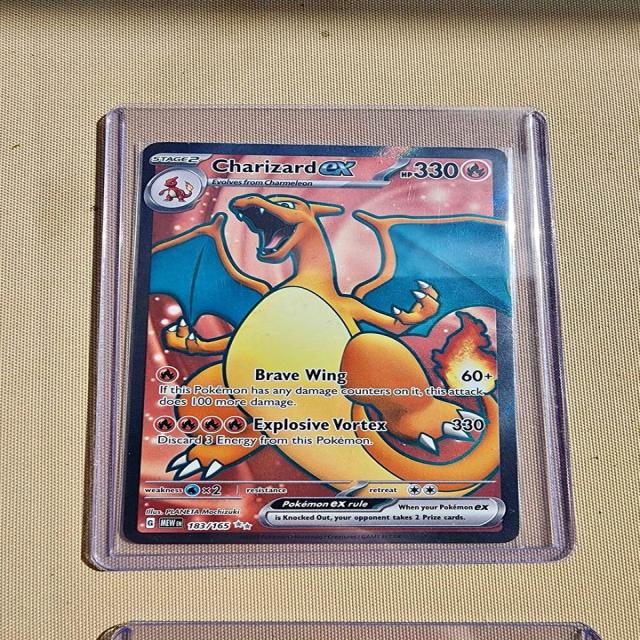 STAGE 2 Charizard ex HP 330
Evolves from Charmeleon
Brave Wing 60+
If this Pokémon has any damage counters on it, this attack
does 100 more damage.
Explosive Vortex 330
Discard 3 Energy from this Pokémon.
weakness ×2 resistance retreat
Illus. PLANETA Mochizuki
Pokémon ex rule When your Pokémon ex
is Knocked Out, your opponent takes 2 Prize cards.
G MEW EN 183/165